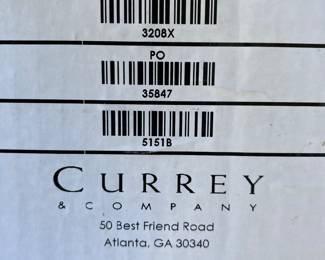 3208X
PO
35847
5151B
CURREY
& COMPANY
50 Best Friend Road
Atlanta, GA 30340